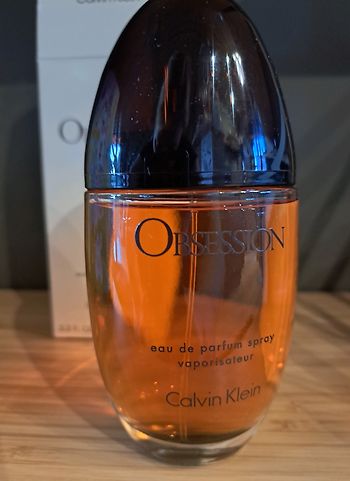 OBSESSION
eau de parfum spray
vaporisateur
Calvin Klein